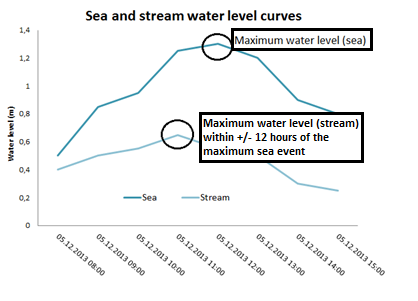 Sea and stream water level curves
1,4
1,2
1
0,8
0,6
0,4
0,2
0
Water level (m)
Maximum water level (sea)
Maximum water level (stream)
within +/- 12 hours of the
maximum sea event
Sea
Stream
05.12.2013 08:00
05.12.2013 09:00
05.12.2013 10:00
05.12.2013 11:00
05.12.2013 12:00
05.12.2013 13:00
05.12.2013 14:00
05.12.2013 15:00